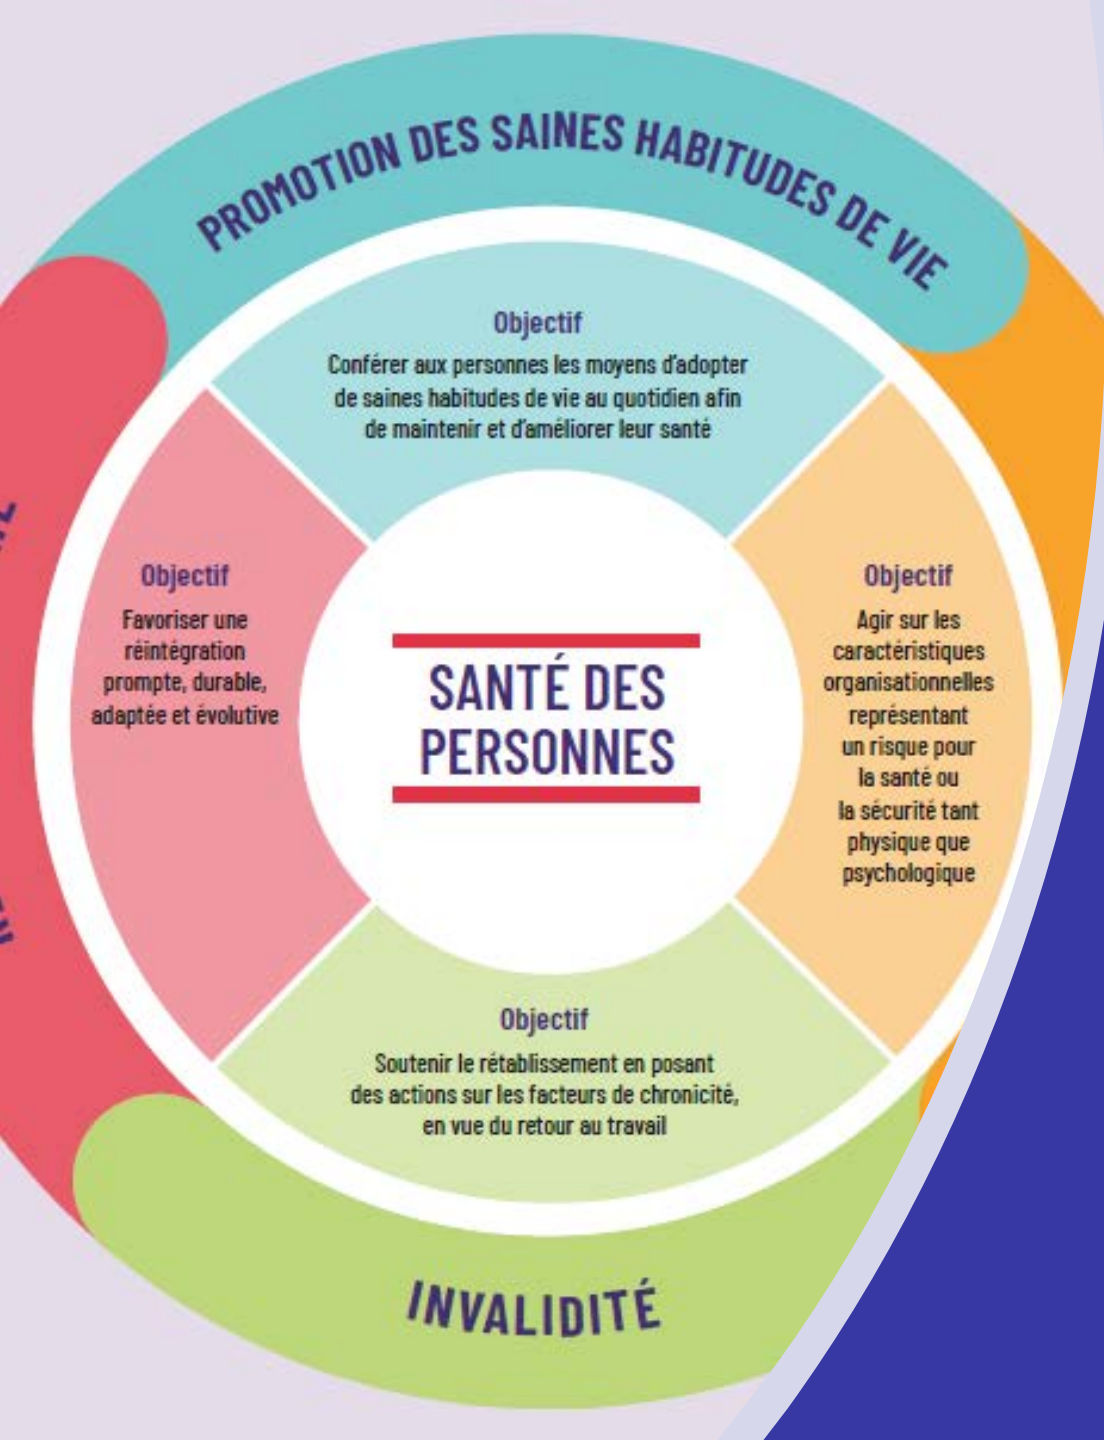 PROMOTION DES SAINES HABITUDES DE VIE
Objectif
Conférer aux personnes les moyens d'adopter
de saines habitudes de vie au quotidien afin
de maintenir et d'améliorer leur santé
Objectif
Favoriser une
réintégration
prompte, durable,
adaptée et évolutive
SANTÉ DES
PERSONNES
Objectif
Agir sur les
caractéristiques
organisationnelles
représentant
un risque pour
la santé ou
la sécurité tant
physique que
psychologique
Objectif
Soutenir le rétablissement en posant
des actions sur les facteurs de chronicité,
en vue du retour au travail
INVALIDITÉ